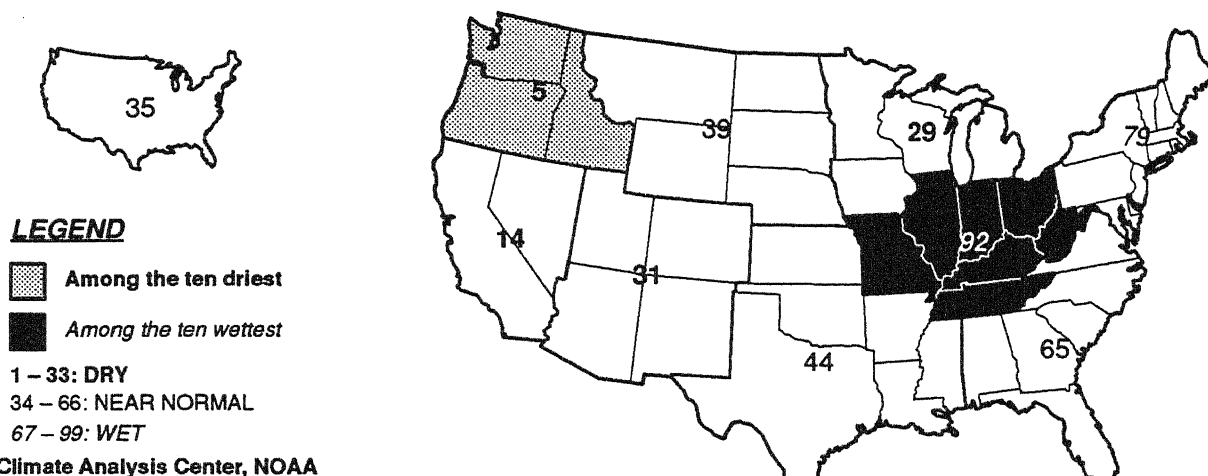 35
LEGEND
Among the ten driest
Among the ten wettest
1 – 33: DRY
34 – 66: NEAR NORMAL
67 – 99: WET
Climate Analysis Center, NOAA
5
39
29
79
14
92
31
65
44